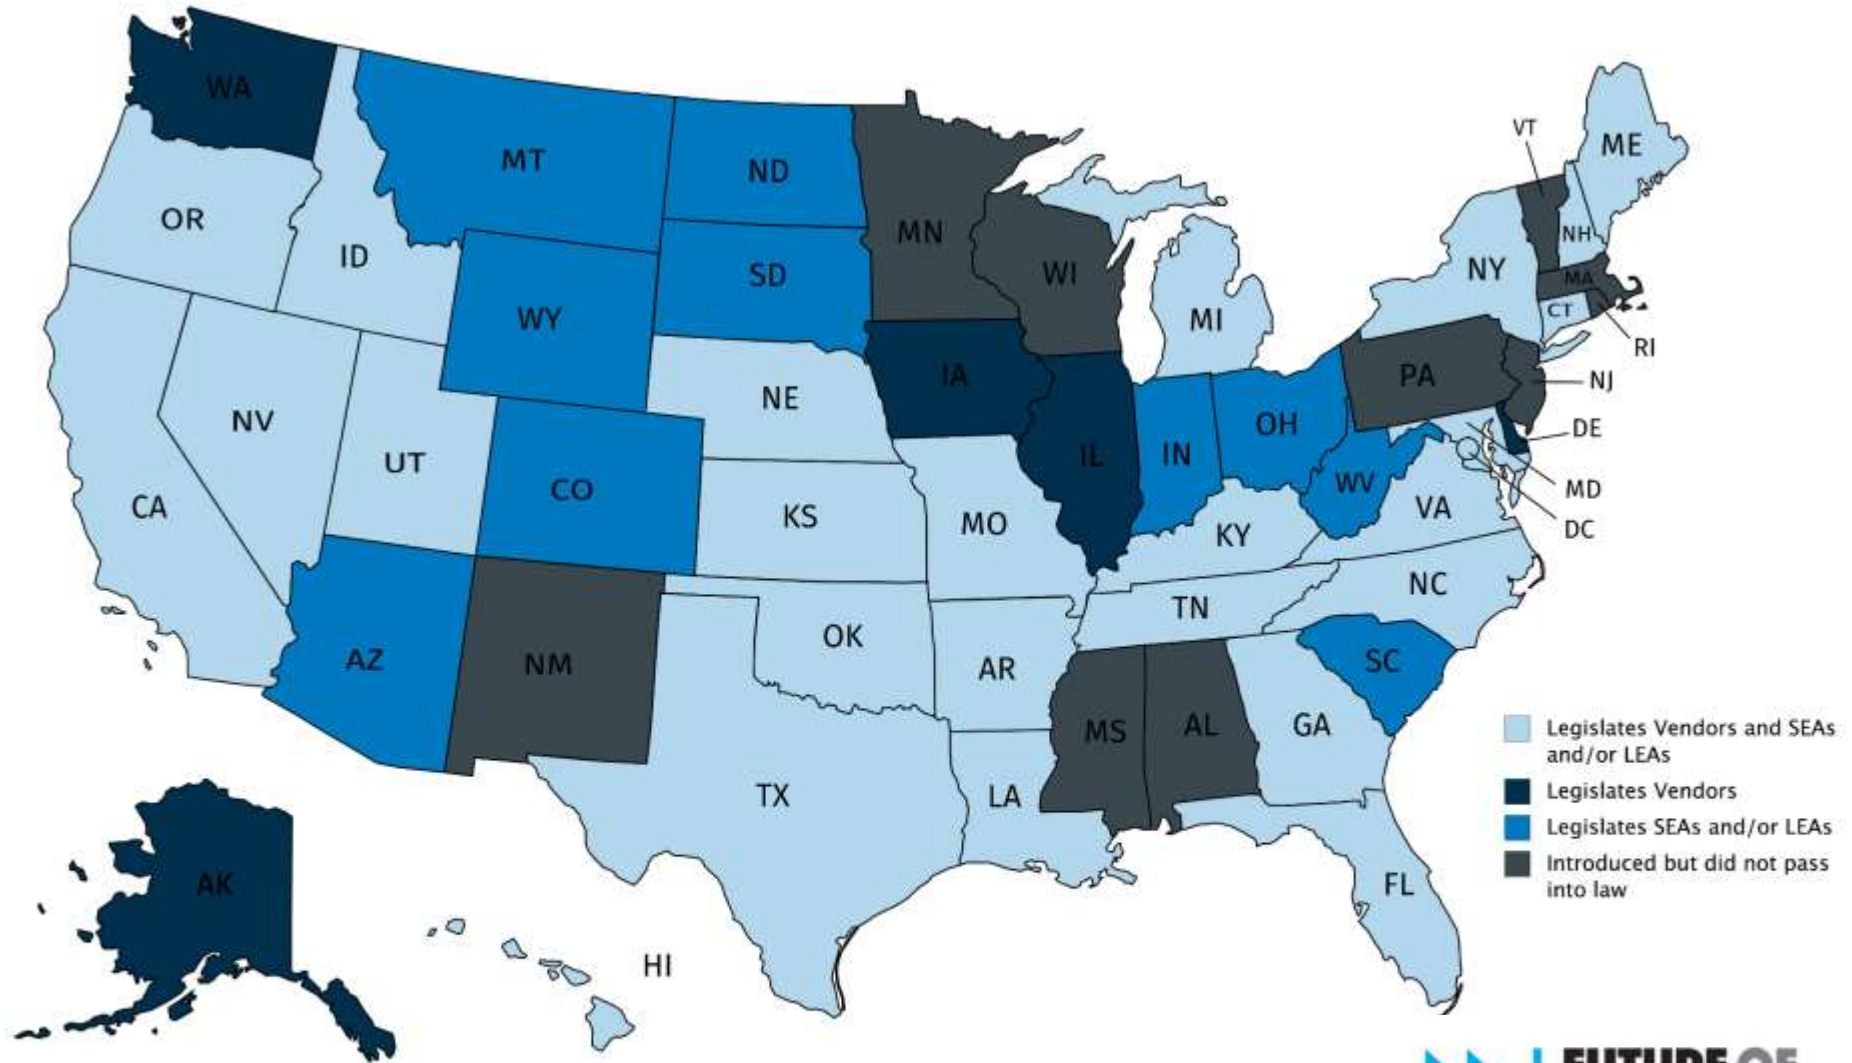 WA
MT
ND
MN
VT
ME
OR
ID
SD
WI
NH
NY
MA
WY
MI
CT
RI
IA
NE
PA
NJ
NV
UT
CO
IL
IN
OH
DE
CA
KS
MO
WV
VA
MD
KY
DC
NC
TN
AZ
NM
OK
AR
SC
MS
AL
GA
TX
LA
Legislates Vendors and SEAs
and/or LEAs
Legislates Vendors
Legislates SEAs and/or LEAs
Introduced but did not pass
into law
AK
FL
HI
FUTURE OF